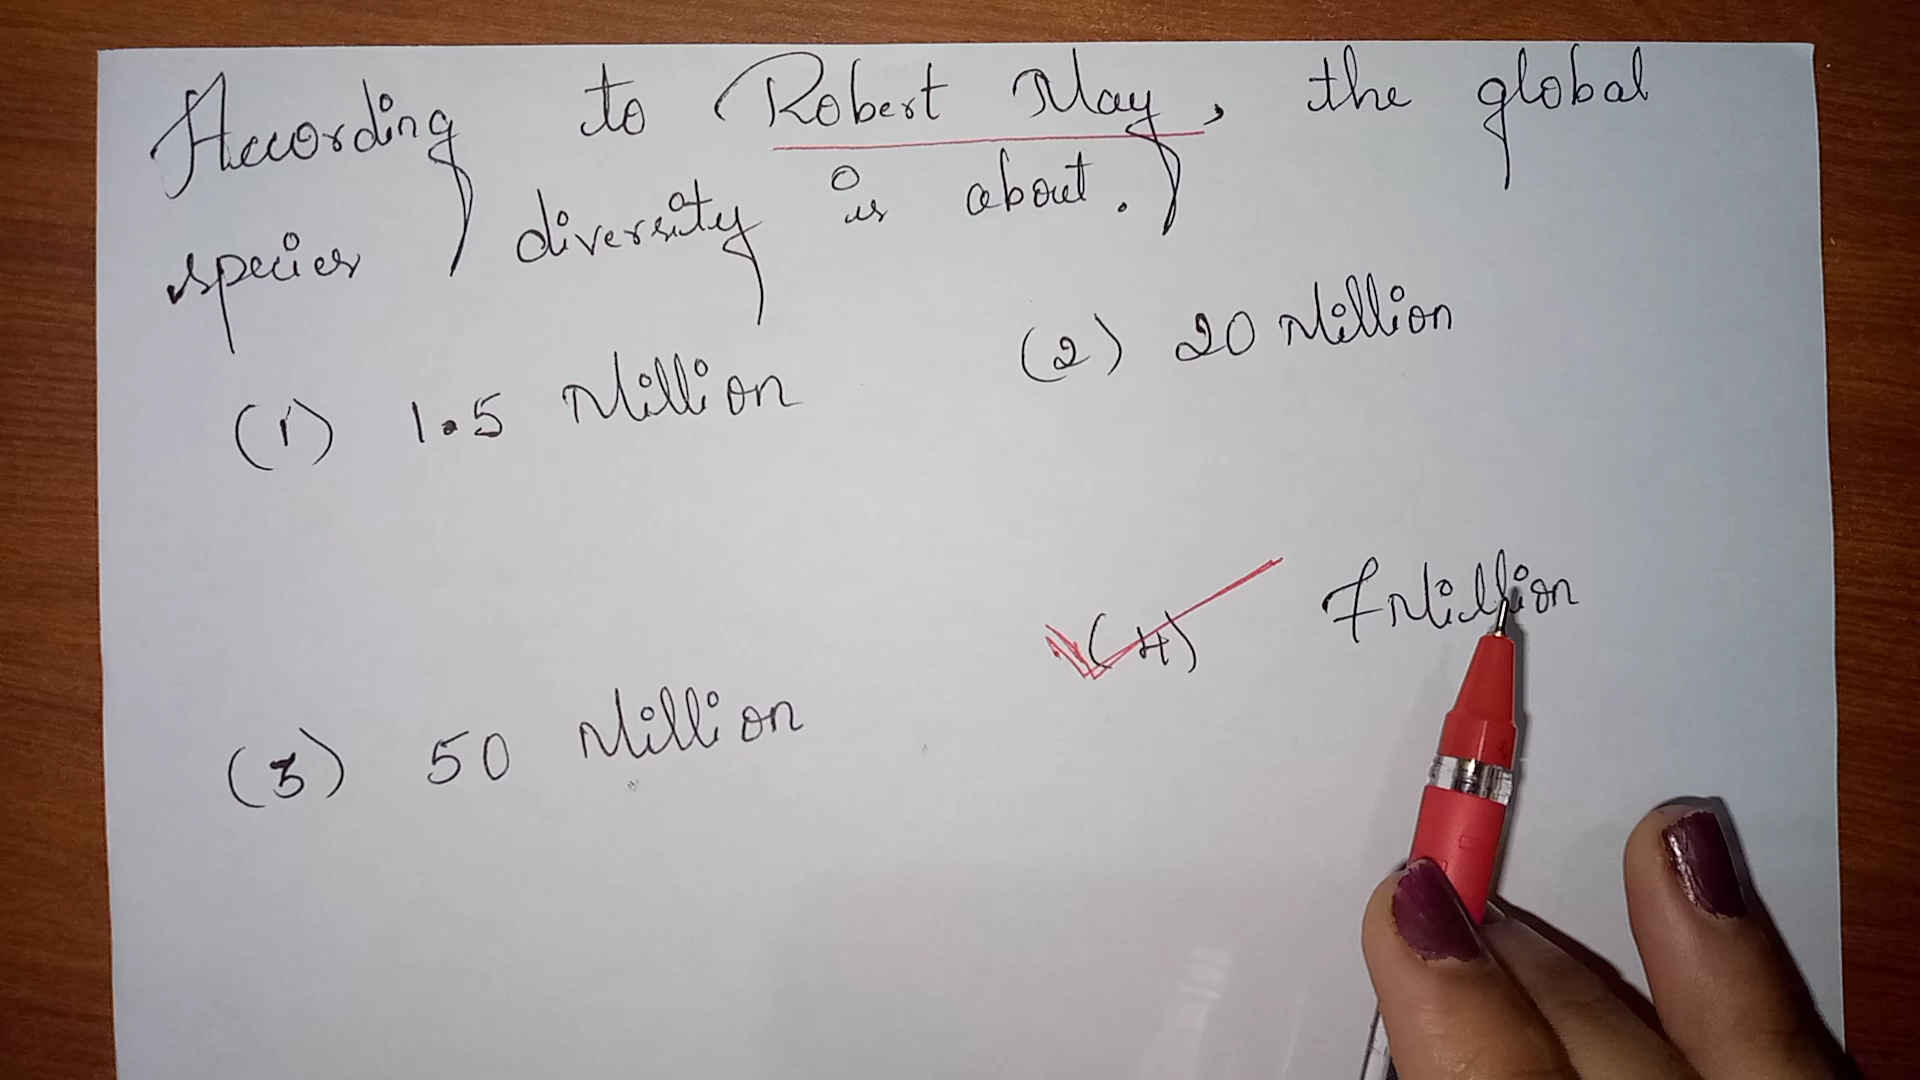 According to Robert May, the global
species diversity is about.
(1) 1.5 Million
(2) 20 Million
(3) 50 Million
(4) 7 Million